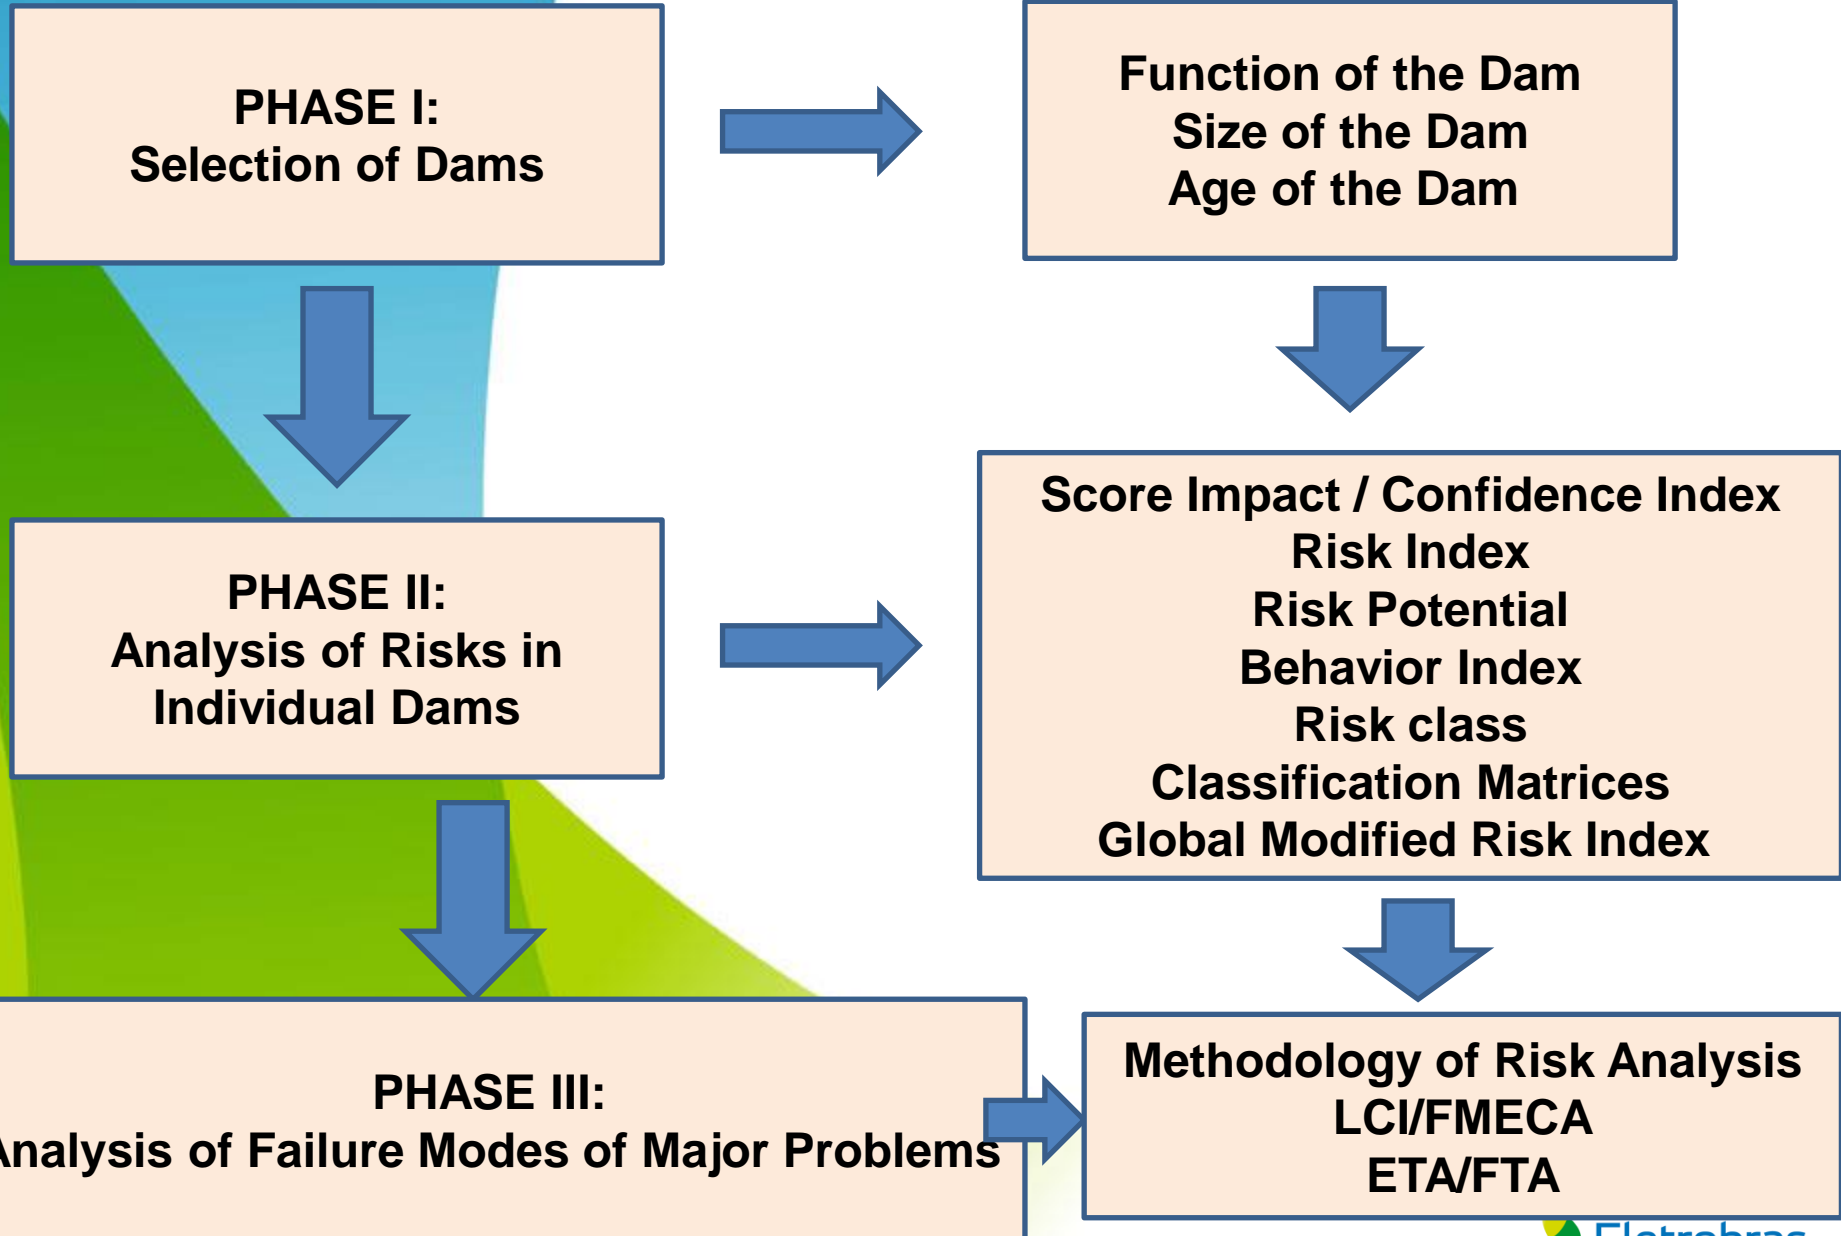 PHASE I:
Selection of Dams
Function of the Dam
Size of the Dam
Age of the Dam
PHASE II:
Analysis of Risks in
Individual Dams
Score Impact / Confidence Index
Risk Index
Risk Potential
Behavior Index
Risk class
Classification Matrices
Global Modified Risk Index
PHASE III:
Analysis of Failure Modes of Major Problems
Methodology of Risk Analysis
LCI/FMECA
ETA/FTA
Eletrobras